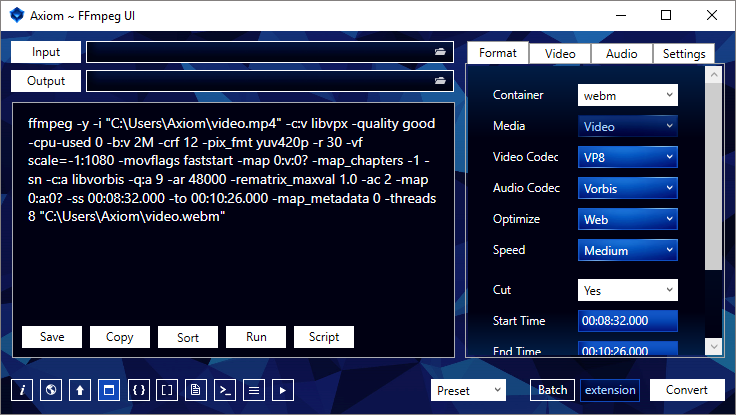 Axiom ~ FFmpeg UI
Input
Output
ffmpeg -y -i "C:\Users\Axiom\video.mp4" -c:v libvpx -quality good
-cpu-used 0 -b:v 2M -crf 12 -pix_fmt yuv420p -r 30 -vf
scale=-1:1080 -movflags faststart -map 0:v:0? -map_chapters -1 -
sn -c:a libvorbis -q:a 9 -ar 48000 -rematrix_maxval 1.0 -ac 2 -map
0:a:0? -ss 00:08:32.000 -to 00:10:26.000 -map_metadata 0 -threads
8 "C:\Users\Axiom\video.webm"
Save Copy Sort Run Script
Format Video Audio Settings
Container webm
Media Video
Video Codec VP8
Audio Codec Vorbis
Optimize Web
Speed Medium
Cut Yes
Start Time 00:08:32.000
End Time 00:10:26.000
Preset Batch extension Convert